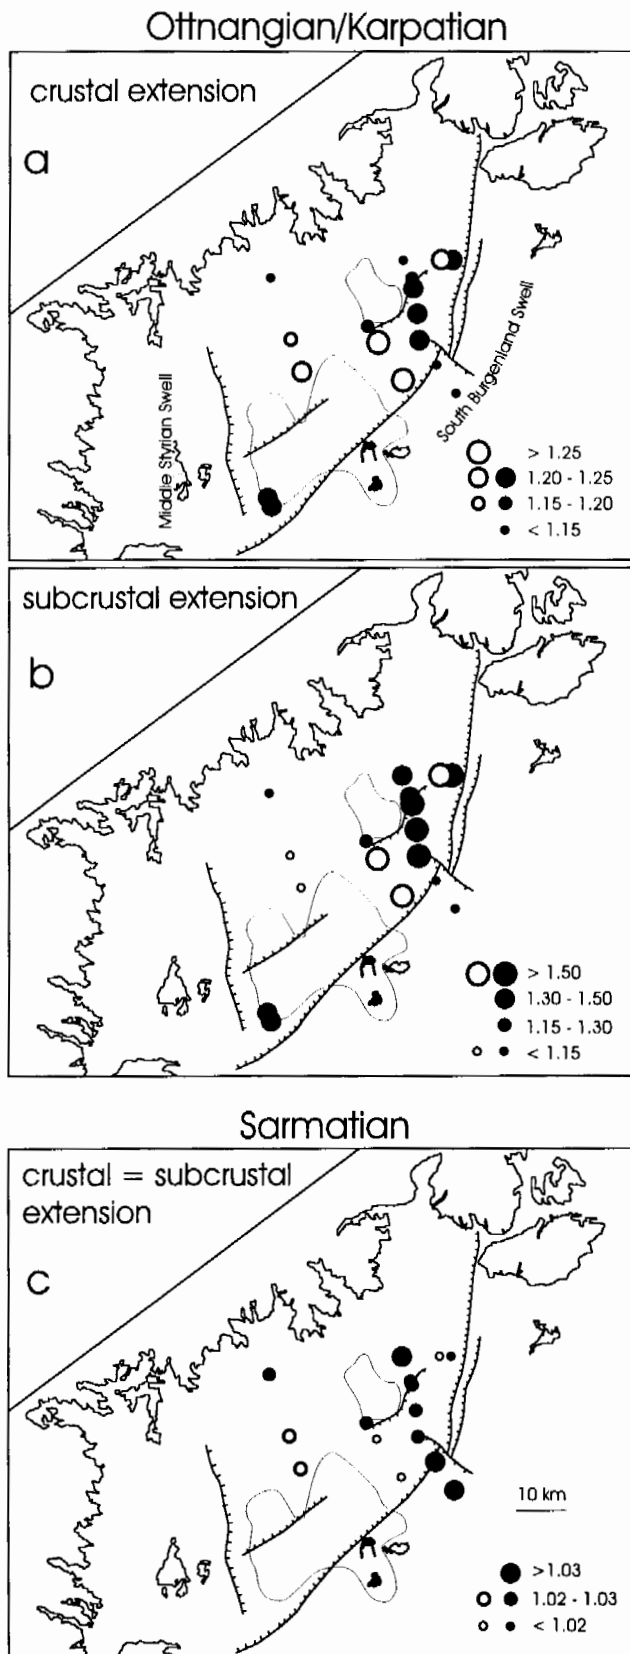 Ottnangian/Karpatian
crustal extension
a
Middle Styrian Swell
South Burgenland Swell
> 1.25
1.20 - 1.25
1.15 - 1.20
< 1.15
subcrustal extension
b
> 1.50
1.30 - 1.50
1.15 - 1.30
< 1.15
Sarmatian
crustal = subcrustal
extension
c
10 km
>1.03
1.02 - 1.03
< 1.02